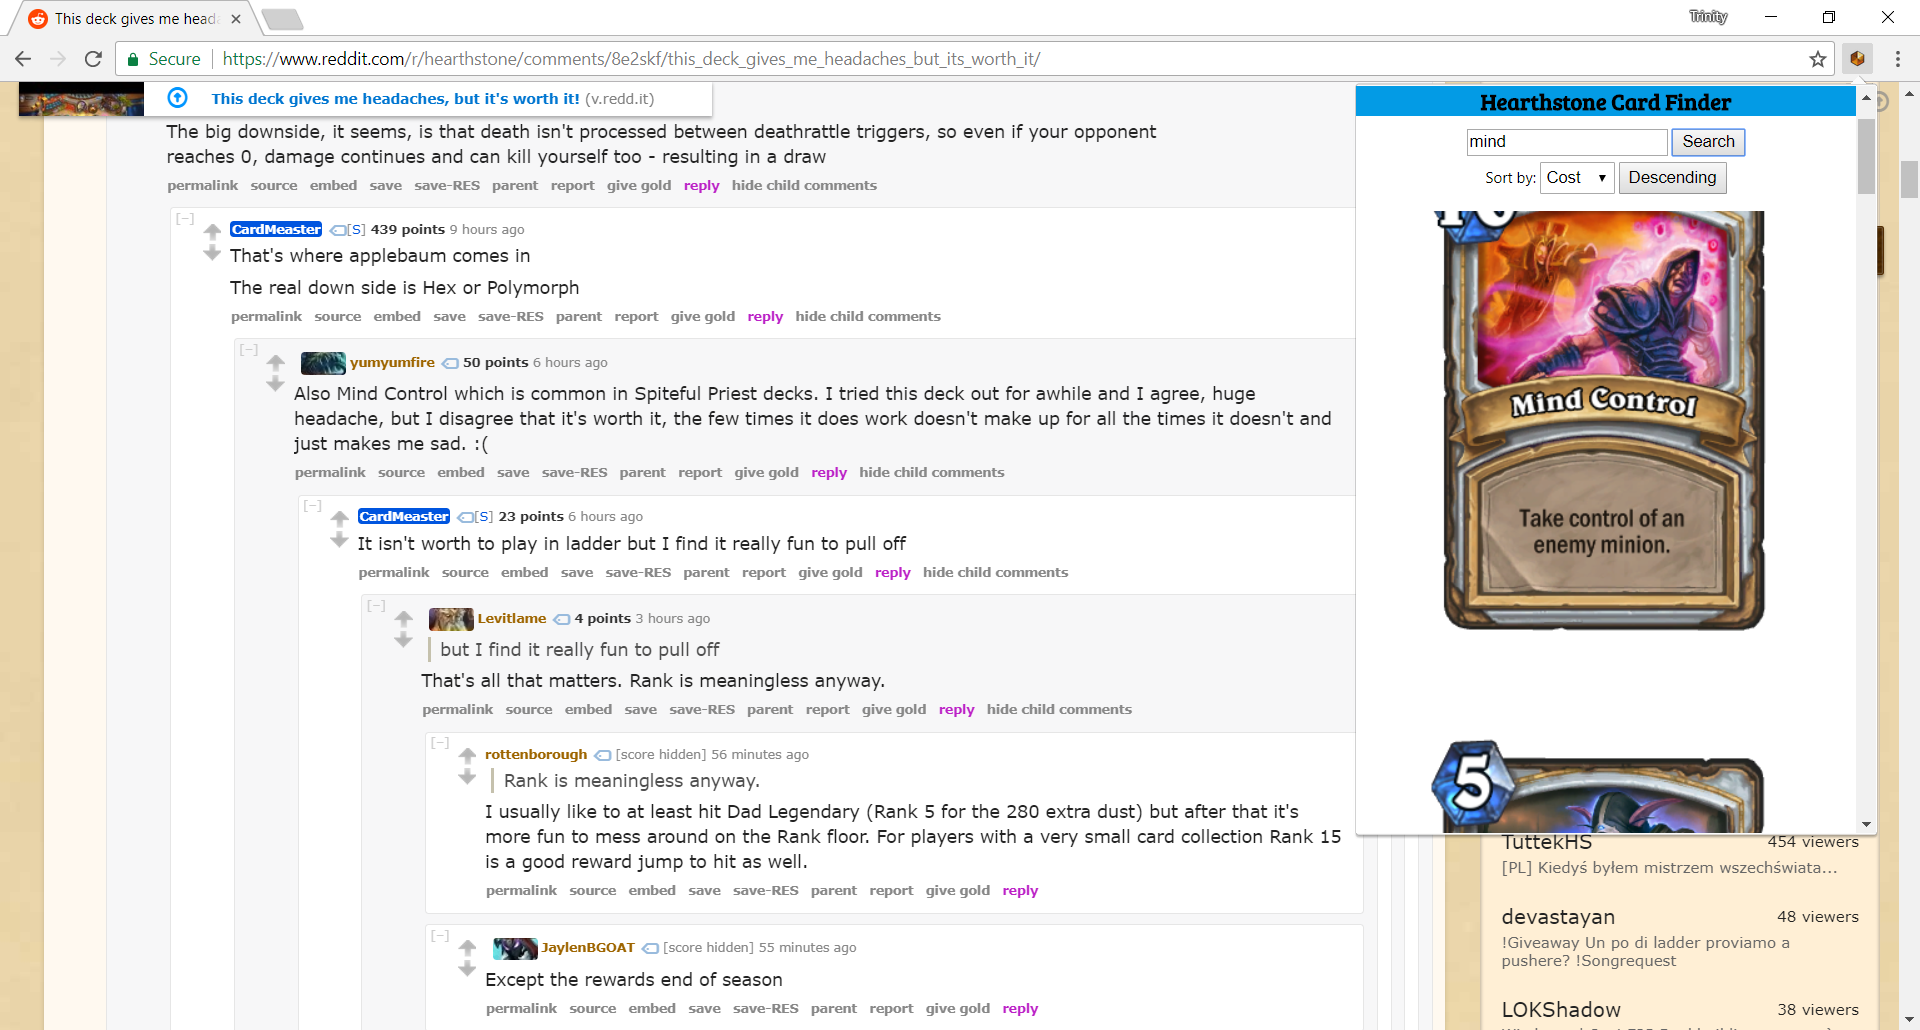 This deck gives me head
Trinity
Secure https://www.reddit.com/r/hearthstone/comments/8e2skf/this_deck_gives_me_headaches_but_its_worth_it/
This deck gives me headaches, but it's worth it! (v.redd.it)
The big downside, it seems, is that death isn't processed between deathrattle triggers, so even if your opponent
reaches 0, damage continues and can kill yourself too - resulting in a draw
permalink source embed save save-RES parent report give gold reply hide child comments
[-]
CardMeaster [S] 439 points 9 hours ago
That's where applebaum comes in
The real down side is Hex or Polymorph
permalink source embed save save-RES parent report give gold reply hide child comments
[-]
yumyumfire 50 points 6 hours ago
Also Mind Control which is common in Spiteful Priest decks. I tried this deck out for awhile and I agree, huge
headache, but I disagree that it's worth it, the few times it does work doesn't make up for all the times it doesn't and
just makes me sad. :(
permalink source embed save save-RES parent report give gold reply hide child comments
[-]
CardMeaster [S] 23 points 6 hours ago
It isn't worth to play in ladder but I find it really fun to pull off
permalink source embed save save-RES parent report give gold reply hide child comments
[-]
Levitlame 4 points 3 hours ago
but I find it really fun to pull off
That's all that matters. Rank is meaningless anyway.
permalink source embed save save-RES parent report give gold reply hide child comments
[-]
rottenborough [score hidden] 56 minutes ago
Rank is meaningless anyway.
I usually like to at least hit Dad Legendary (Rank 5 for the 280 extra dust) but after that it's
more fun to mess around on the Rank floor. For players with a very small card collection Rank 15
is a good reward jump to hit as well.
permalink source embed save save-RES parent report give gold reply
[-]
JaylenBGOAT [score hidden] 55 minutes ago
Except the rewards end of season
permalink source embed save save-RES parent report give gold reply
Hearthstone Card Finder
mind Search
Sort by: Cost Descending
10
Mind Control
Take control of an
enemy minion.
5
TuttekHS 454 viewers
[PL] Kiedyś byłem mistrzem wszechświata...
devastayan 48 viewers
!Giveaway Un po di ladder proviamo a
pushere? !Songrequest
LOKShadow 38 viewers